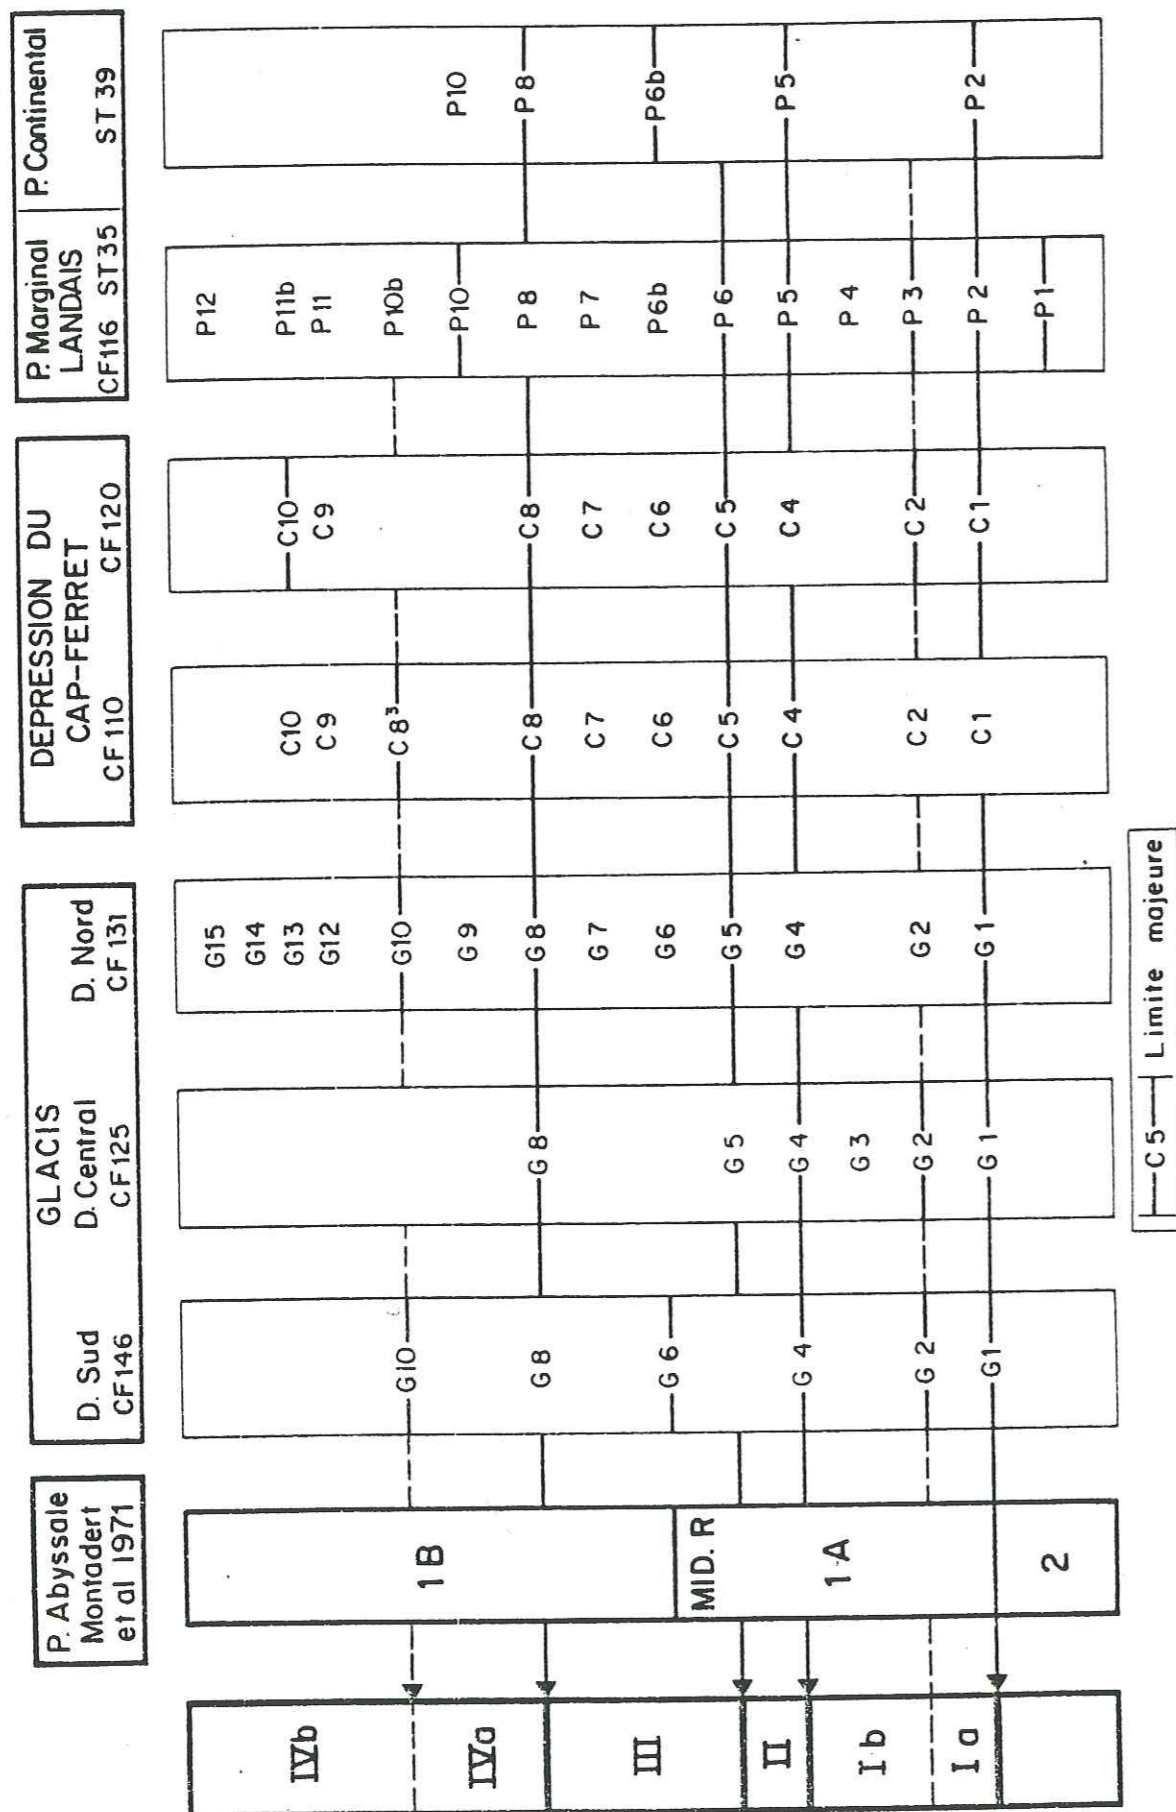 P. Abyssale
Montadert
et al 1971
GLACIS
D. Sud D. Central D. Nord
CF146 CF125 CF131
DEPRESSION DU
CAP-FERRET
CF110 CF120
P. Marginal P. Continental
LANDAIS
CF116 ST35 ST39
IVb
IVa
III
II
Ib
Ia
1B
MID. R
1A
2
G10
G8
G6
G4
G2
G1
G8
G5
G4
G3
G2
G1
G15
G14
G13
G12
G10
G9
G8
G7
G6
G5
G4
G2
G1
C10
C9
C8³
C8
C7
C6
C5
C4
C2
C1
C10
C9
C8
C7
C6
C5
C4
C2
C1
P12
P11b
P11
P10b
P10
P8
P7
P6b
P6
P5
P4
P3
P2
P1
P10
P8
P6b
P5
P2
C5 Limite majeure